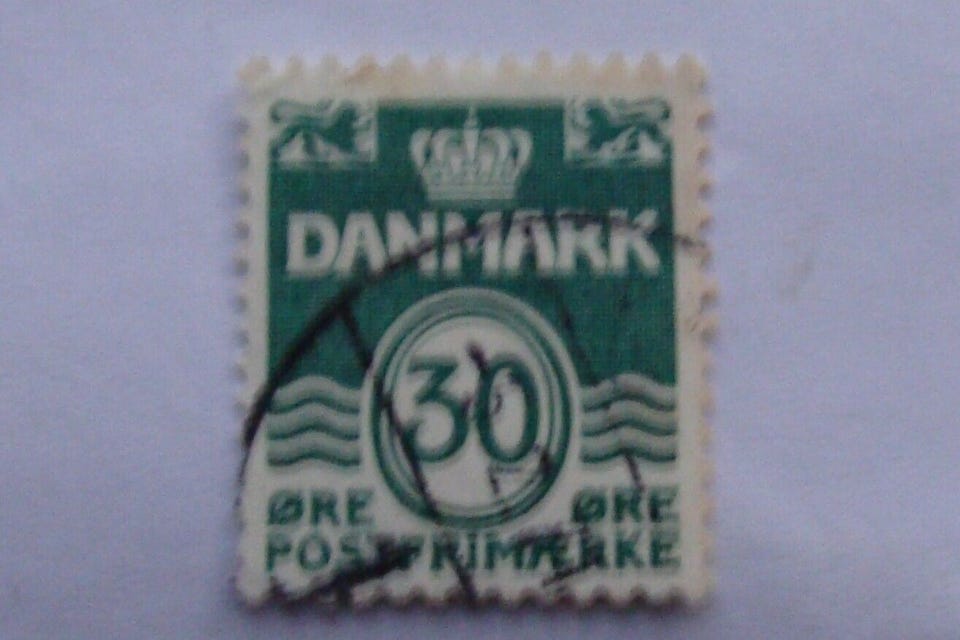 DANMARK
30
ØRE ØRE
POSTFRIMÆRKE